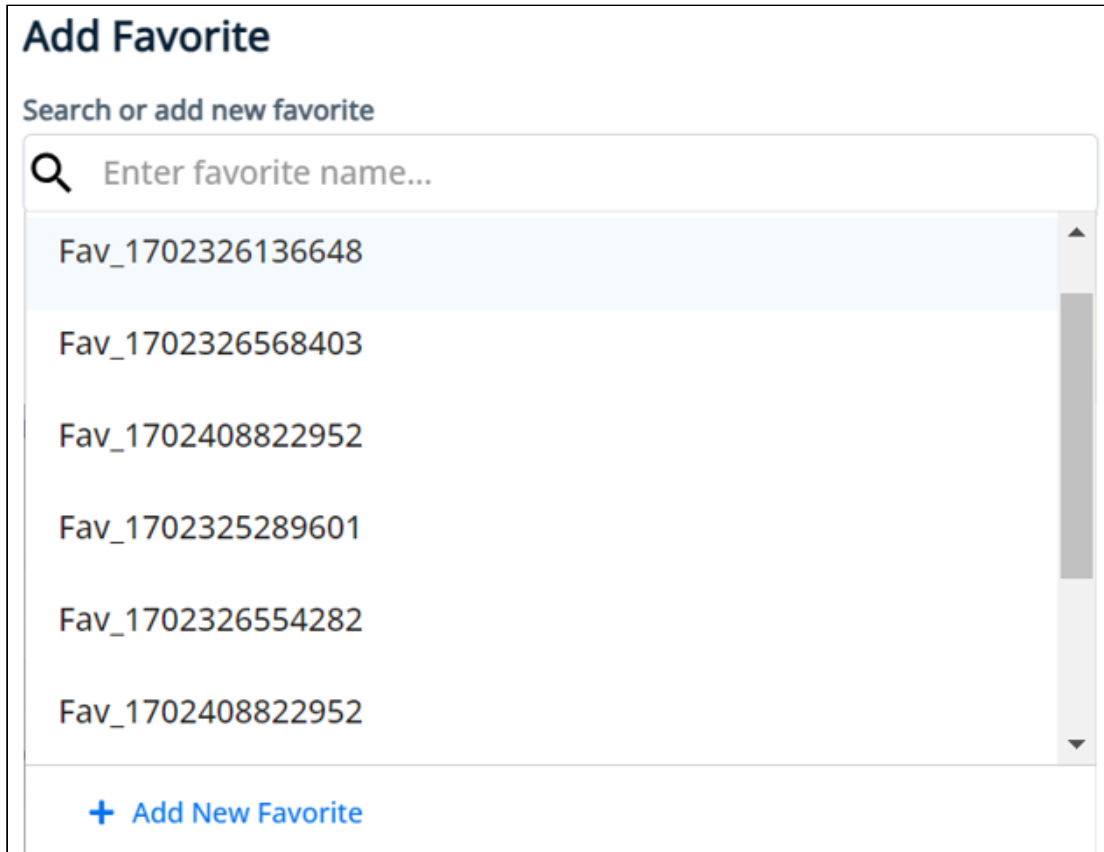 Add Favorite
Search or add new favorite
Enter favorite name...
Fav_1702326136648
Fav_1702326568403
Fav_1702408822952
Fav_1702325289601
Fav_1702326554282
Fav_1702408822952
+ Add New Favorite